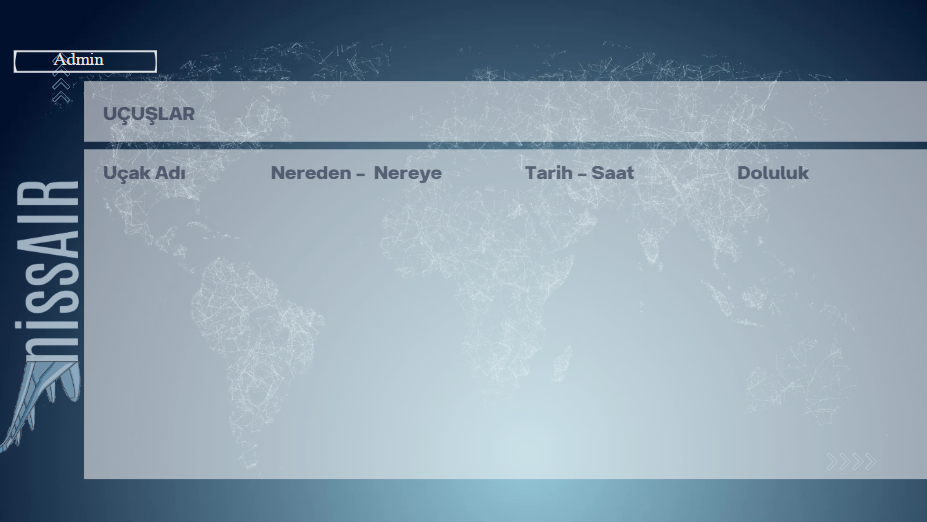 Admin
UÇUŞLAR
Uçak Adı Nereden - Nereye Tarih - Saat Doluluk
nissAIR